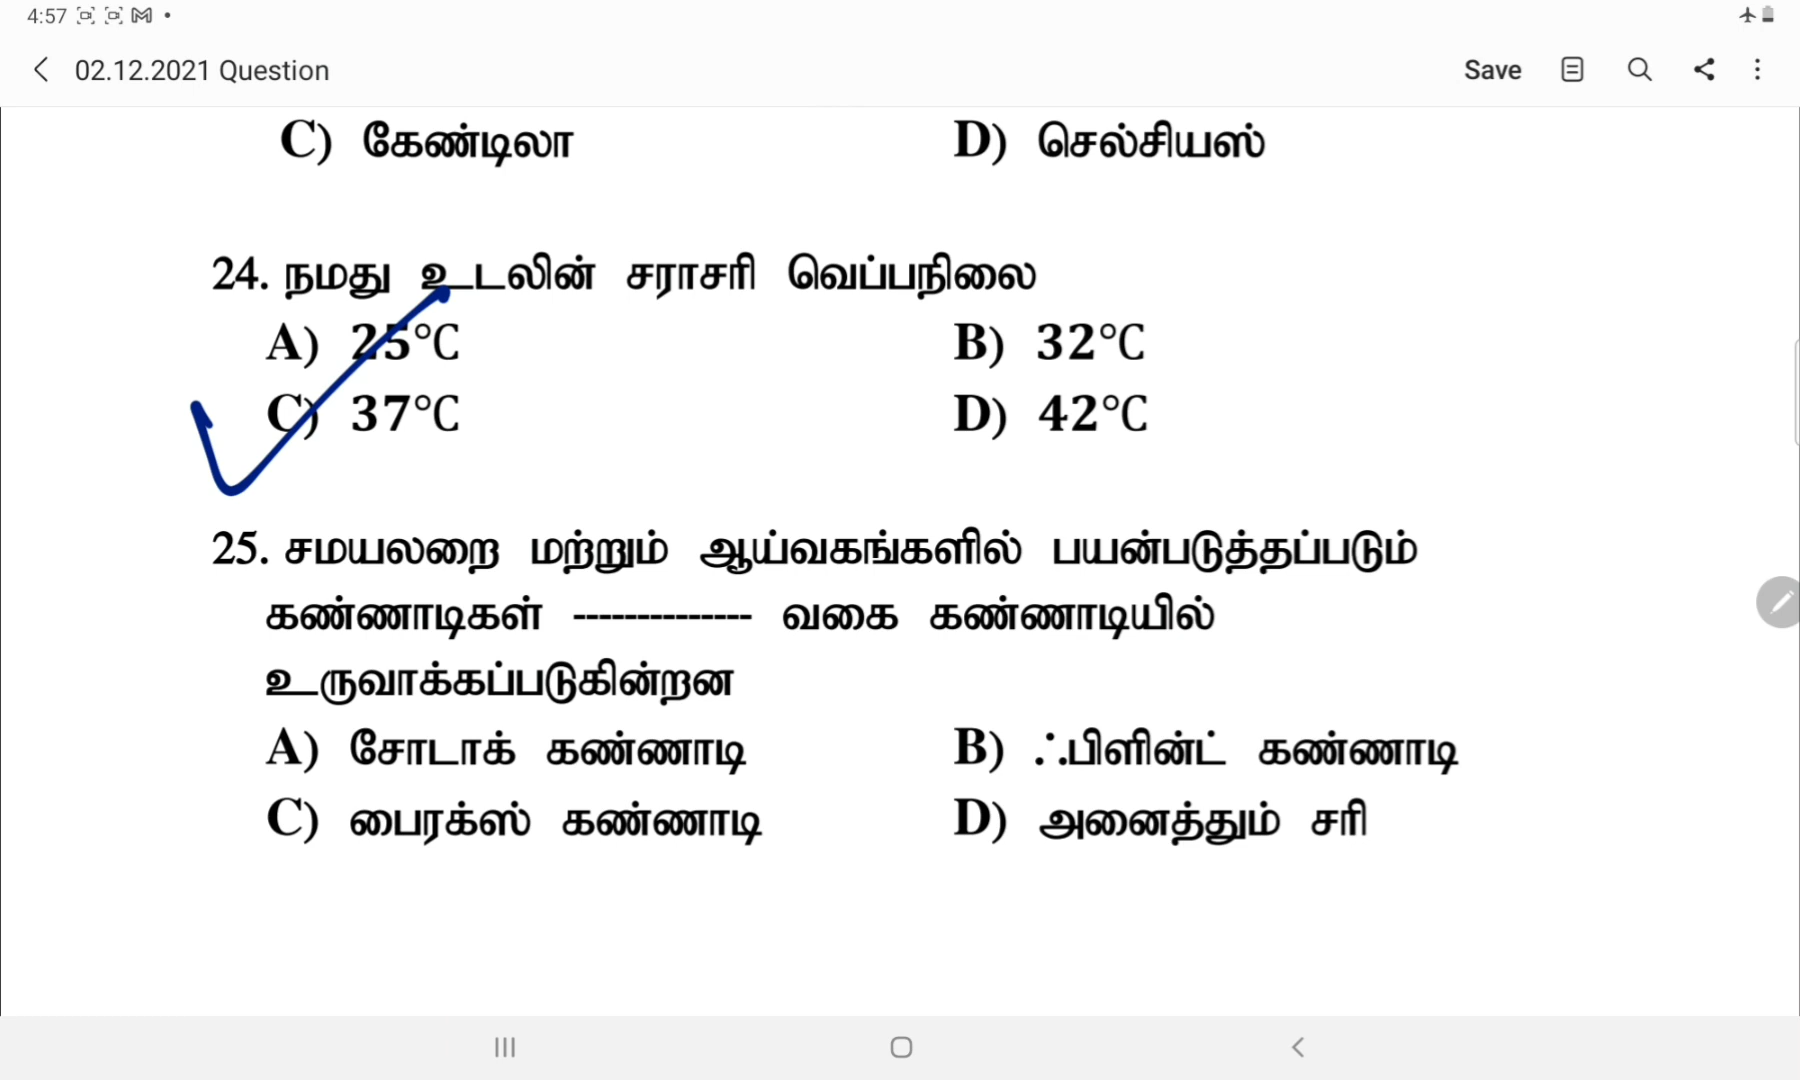 4:57
02.12.2021 Question
Save
C) கேண்டிலா D) செல்சியஸ்
24. நமது உடலின் சராசரி வெப்பநிலை
A) 25°C B) 32°C
C) 37°C D) 42°C
25. சமயலறை மற்றும் ஆய்வகங்களில் பயன்படுத்தப்படும்
கண்ணாடிகள் -------------- வகை கண்ணாடியில்
உருவாக்கப்படுகின்றன
A) சோடாக் கண்ணாடி B) ஃபிளின்ட் கண்ணாடி
C) பைரக்ஸ் கண்ணாடி D) அனைத்தும் சரி